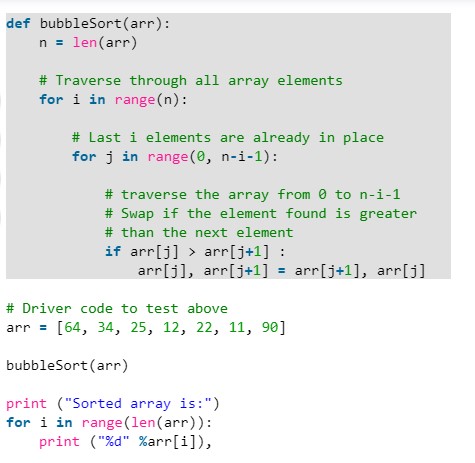 def bubbleSort(arr):
    n = len(arr)

    # Traverse through all array elements
    for i in range(n):

        # Last i elements are already in place
        for j in range(0, n-i-1):

            # traverse the array from 0 to n-i-1
            # Swap if the element found is greater
            # than the next element
            if arr[j] > arr[j+1] :
                arr[j], arr[j+1] = arr[j+1], arr[j]

# Driver code to test above
arr = [64, 34, 25, 12, 22, 11, 90]

bubbleSort(arr)

print ("Sorted array is:")
for i in range(len(arr)):
    print ("%d" %arr[i]),